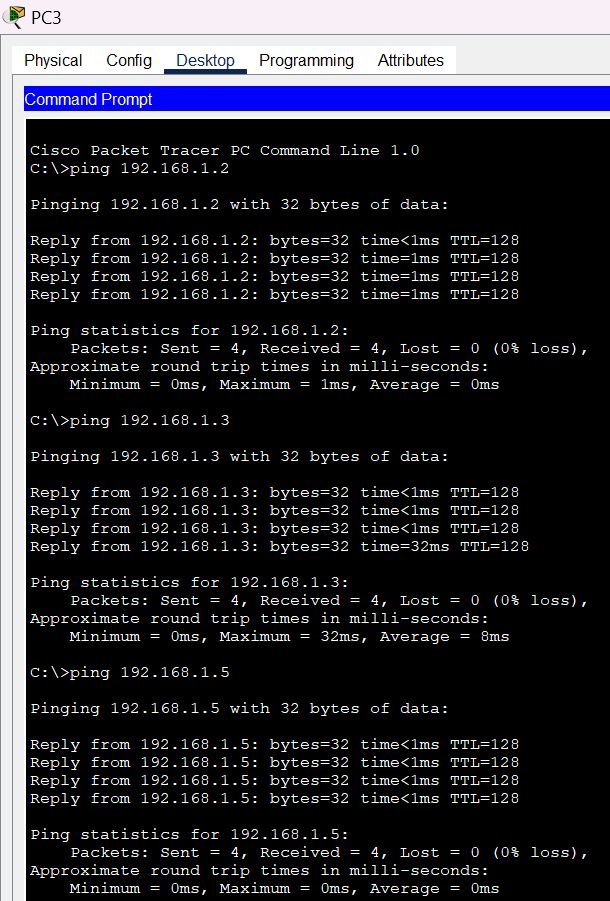 PC3
Physical Config Desktop Programming Attributes
Command Prompt
Cisco Packet Tracer PC Command Line 1.0
C:\>ping 192.168.1.2
Pinging 192.168.1.2 with 32 bytes of data:
Reply from 192.168.1.2: bytes=32 time<1ms TTL=128
Reply from 192.168.1.2: bytes=32 time=1ms TTL=128
Reply from 192.168.1.2: bytes=32 time=1ms TTL=128
Reply from 192.168.1.2: bytes=32 time=1ms TTL=128
Ping statistics for 192.168.1.2:
    Packets: Sent = 4, Received = 4, Lost = 0 (0% loss),
Approximate round trip times in milli-seconds:
    Minimum = 0ms, Maximum = 1ms, Average = 0ms
C:\>ping 192.168.1.3
Pinging 192.168.1.3 with 32 bytes of data:
Reply from 192.168.1.3: bytes=32 time<1ms TTL=128
Reply from 192.168.1.3: bytes=32 time<1ms TTL=128
Reply from 192.168.1.3: bytes=32 time<1ms TTL=128
Reply from 192.168.1.3: bytes=32 time=32ms TTL=128
Ping statistics for 192.168.1.3:
    Packets: Sent = 4, Received = 4, Lost = 0 (0% loss),
Approximate round trip times in milli-seconds:
    Minimum = 0ms, Maximum = 32ms, Average = 8ms
C:\>ping 192.168.1.5
Pinging 192.168.1.5 with 32 bytes of data:
Reply from 192.168.1.5: bytes=32 time<1ms TTL=128
Reply from 192.168.1.5: bytes=32 time<1ms TTL=128
Reply from 192.168.1.5: bytes=32 time<1ms TTL=128
Reply from 192.168.1.5: bytes=32 time<1ms TTL=128
Ping statistics for 192.168.1.5:
    Packets: Sent = 4, Received = 4, Lost = 0 (0% loss),
Approximate round trip times in milli-seconds:
    Minimum = 0ms, Maximum = 0ms, Average = 0ms